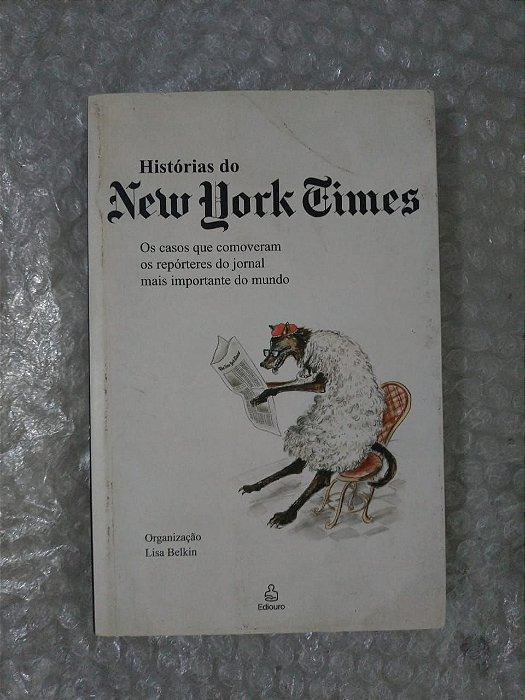 Histórias do
New York Times
Os casos que comoveram
os repórteres do jornal
mais importante do mundo
Organização
Lisa Belkin
Ediouro